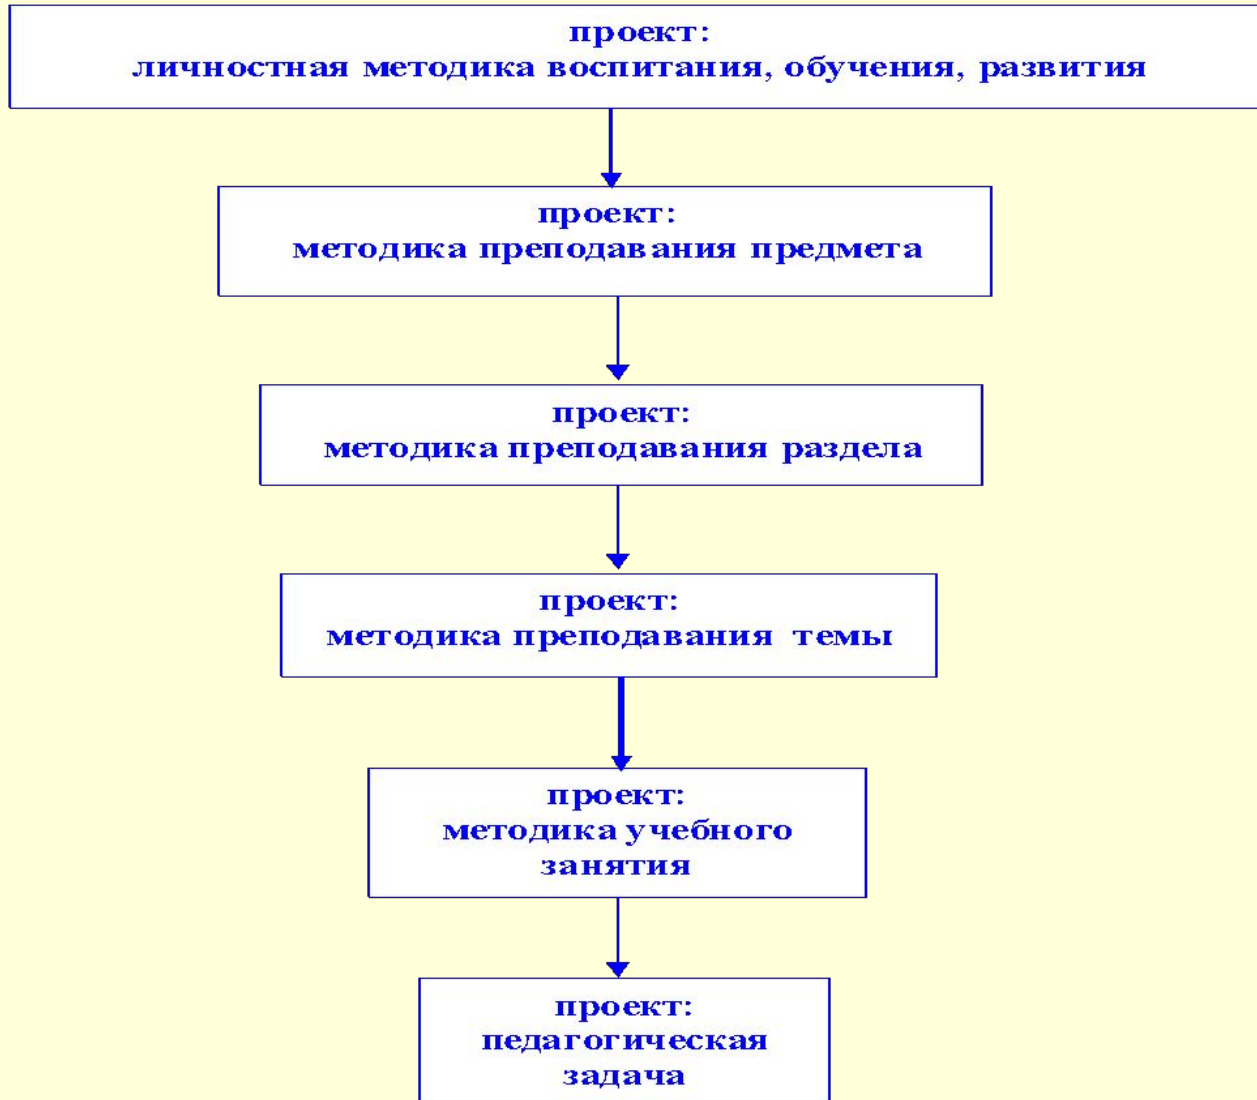 проект:
личностная методика воспитания, обучения, развития
проект:
методика преподавания предмета
проект:
методика преподавания раздела
проект:
методика преподавания темы
проект:
методика учебного
занятия
проект:
педагогическая
задача